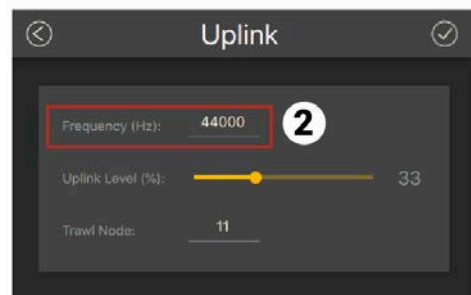 Uplink
Frequency (Hz): 44000 2
Uplink Level (%): 33
Trawl Node: 11